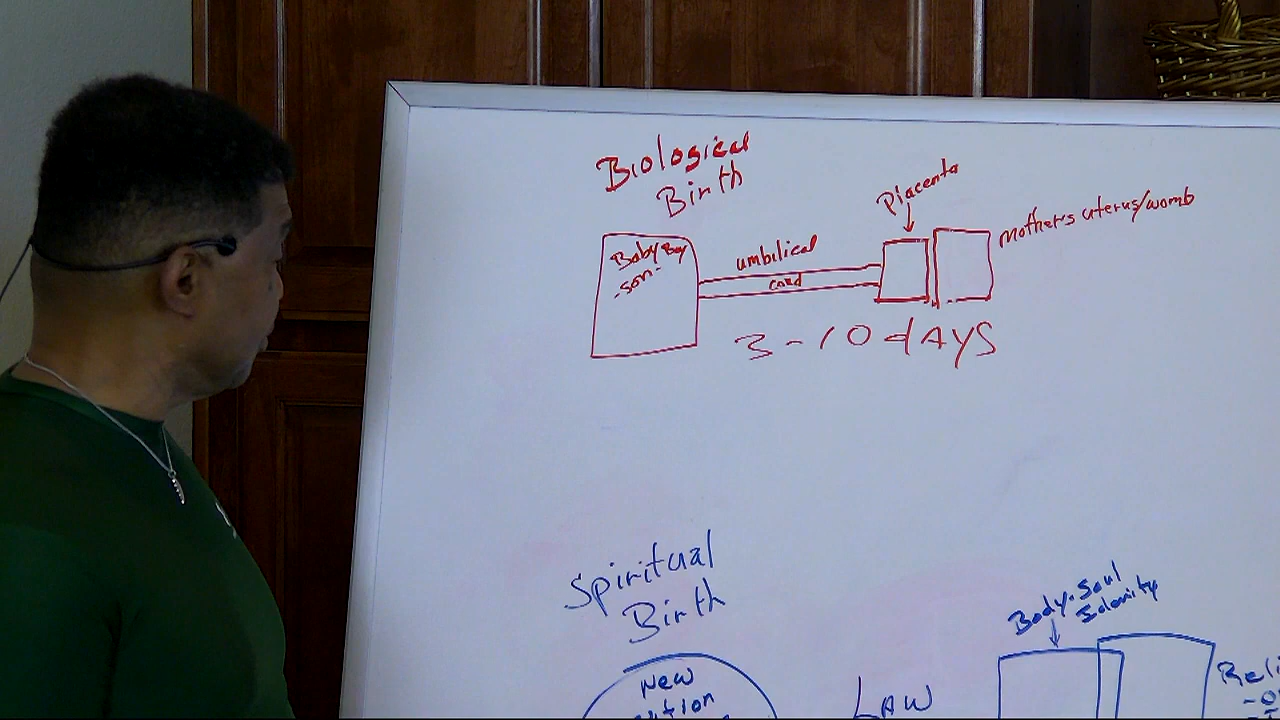 Biological
Birth
Placenta
mothers uterus/womb
Baby Boy
-son-
umbilical
cord
3-10 days
Spiritual
Birth
Body-Soul
New
LAW